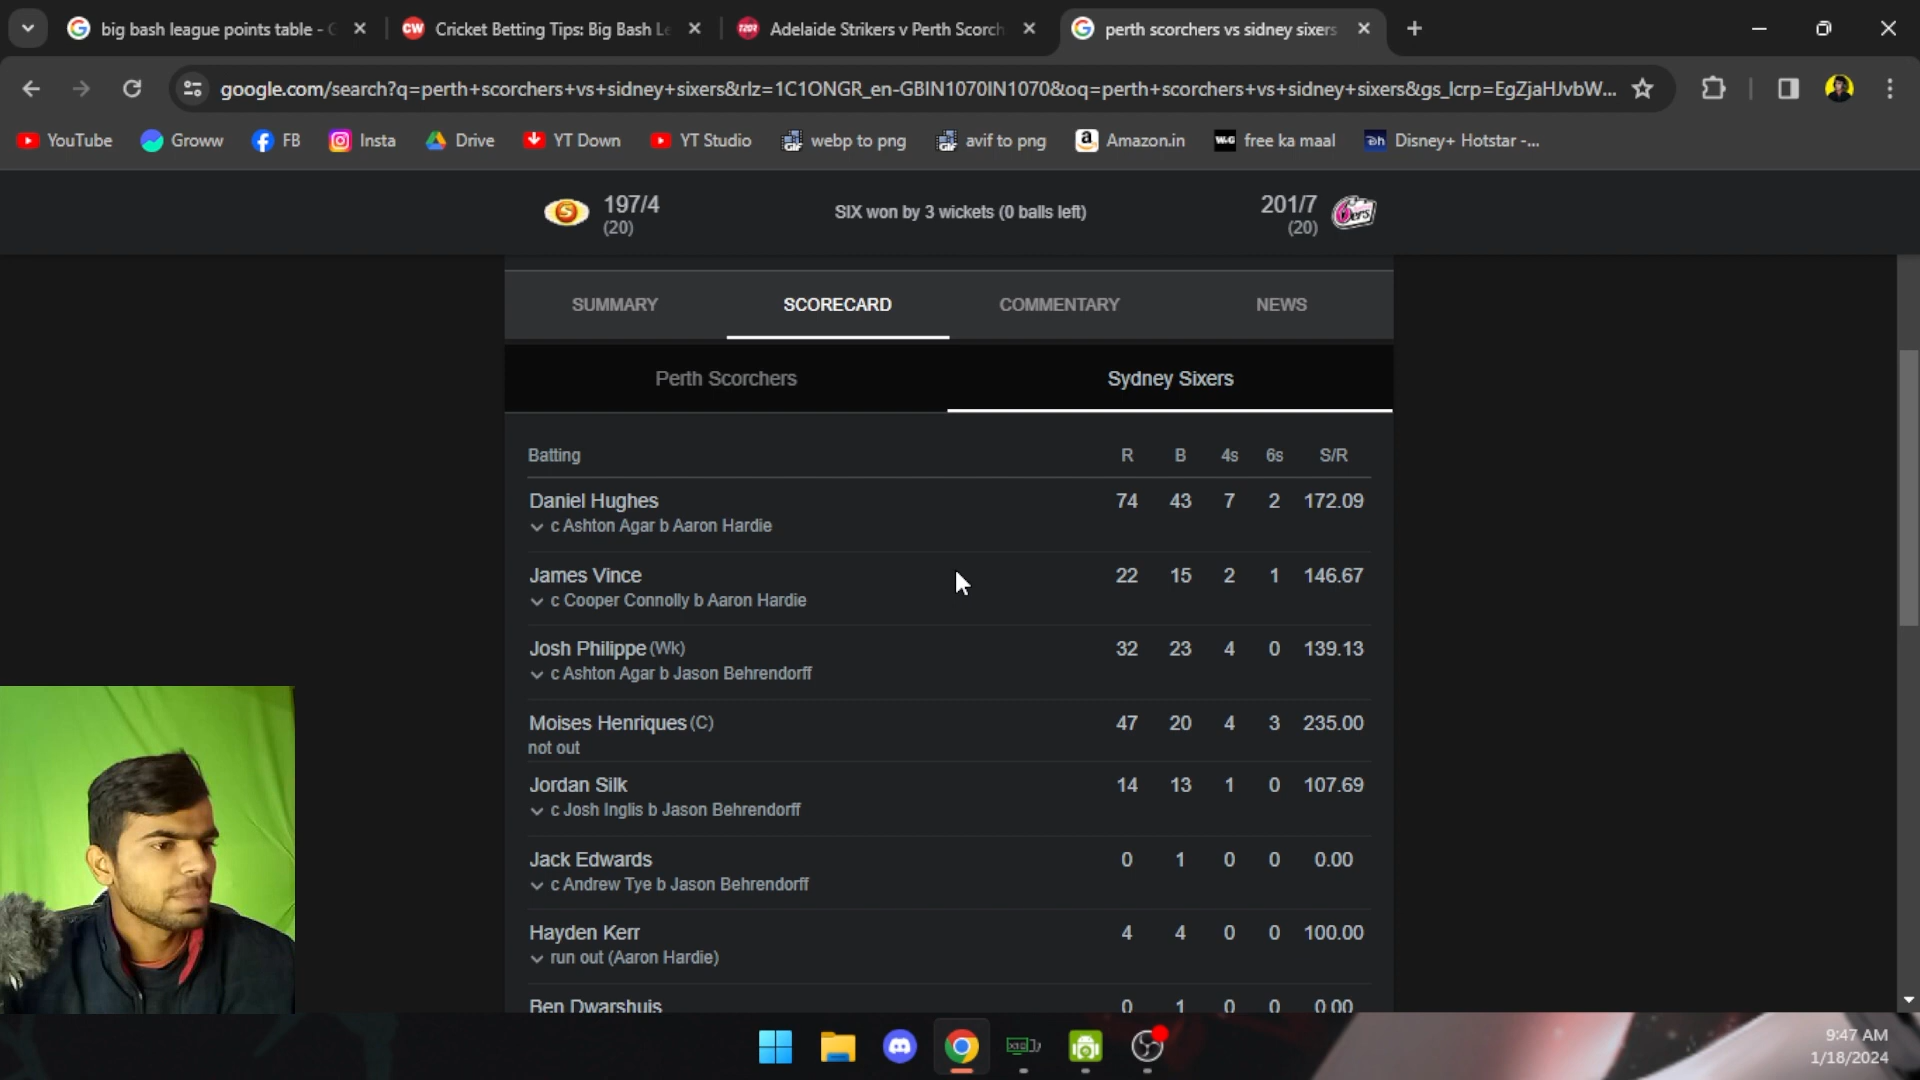 big bash league points table -
Cricket Betting Tips: Big Bash Le
Adelaide Strikers v Perth Scorch
perth scorchers vs sidney sixers
google.com/search?q=perth+scorchers+vs+sidney+sixers&rlz=1C1ONGR_en-GBIN1070IN1070&oq=perth+scorchers+vs+sidney+sixers&gs_lcrp=EgZjaHJvbW...
YouTube
Groww
FB
Insta
Drive
YT Down
YT Studio
webp to png
avif to png
Amazon.in
free ka maal
Disney+ Hotstar -...
197/4
(20)
SIX won by 3 wickets (0 balls left)
201/7
(20)
SUMMARY SCORECARD COMMENTARY NEWS
Perth Scorchers Sydney Sixers
Batting R B 4s 6s S/R
Daniel Hughes 74 43 7 2 172.09
c Ashton Agar b Aaron Hardie
James Vince 22 15 2 1 146.67
c Cooper Connolly b Aaron Hardie
Josh Philippe (Wk) 32 23 4 0 139.13
c Ashton Agar b Jason Behrendorff
Moises Henriques (C) 47 20 4 3 235.00
not out
Jordan Silk 14 13 1 0 107.69
c Josh Inglis b Jason Behrendorff
Jack Edwards 0 1 0 0 0.00
c Andrew Tye b Jason Behrendorff
Hayden Kerr 4 4 0 0 100.00
run out (Aaron Hardie)
Ben Dwarshuis 0 1 0 0 0.00
9:47 AM
1/18/2024